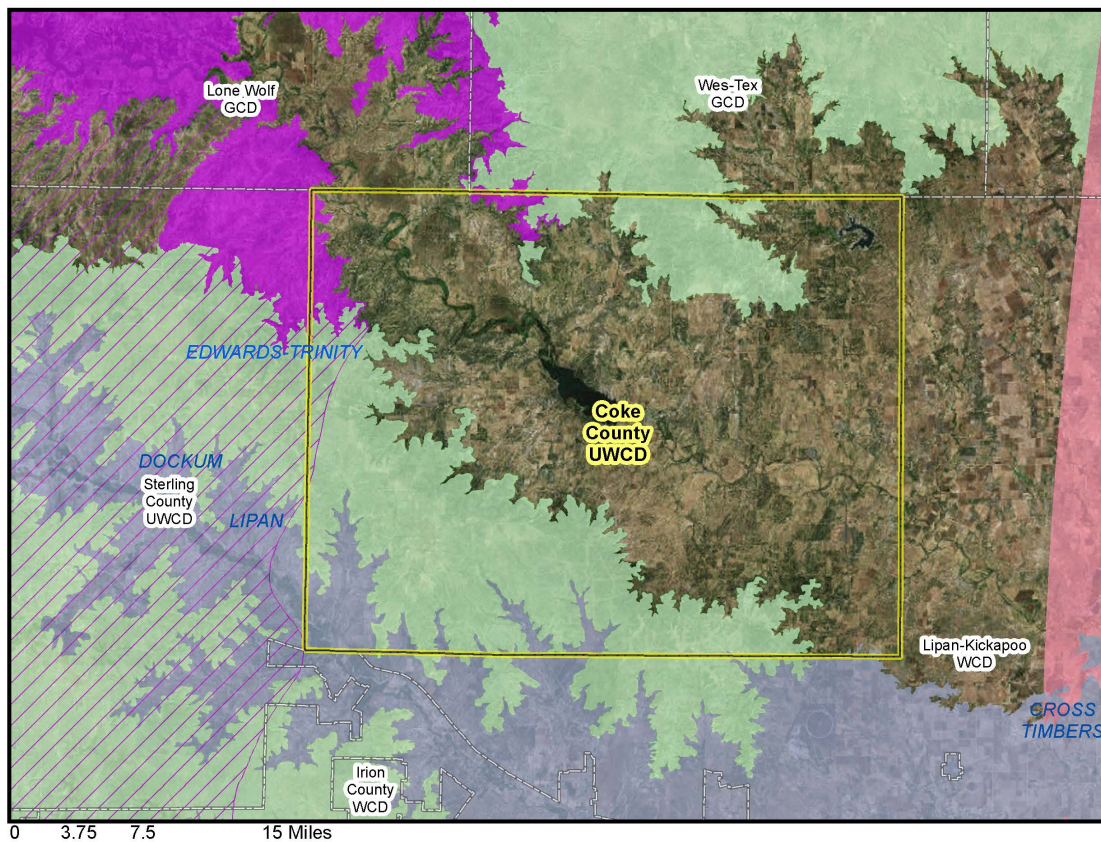 Lone Wolf
GCD
Wes-Tex
GCD
EDWARDS-TRINITY
Coke
County
UWCD
DOCKUM
Sterling
County
UWCD
LIPAN
Lipan-Kickapoo
WCD
CROSS
TIMBERS
Irion
County
WCD
0 3.75 7.5 15 Miles